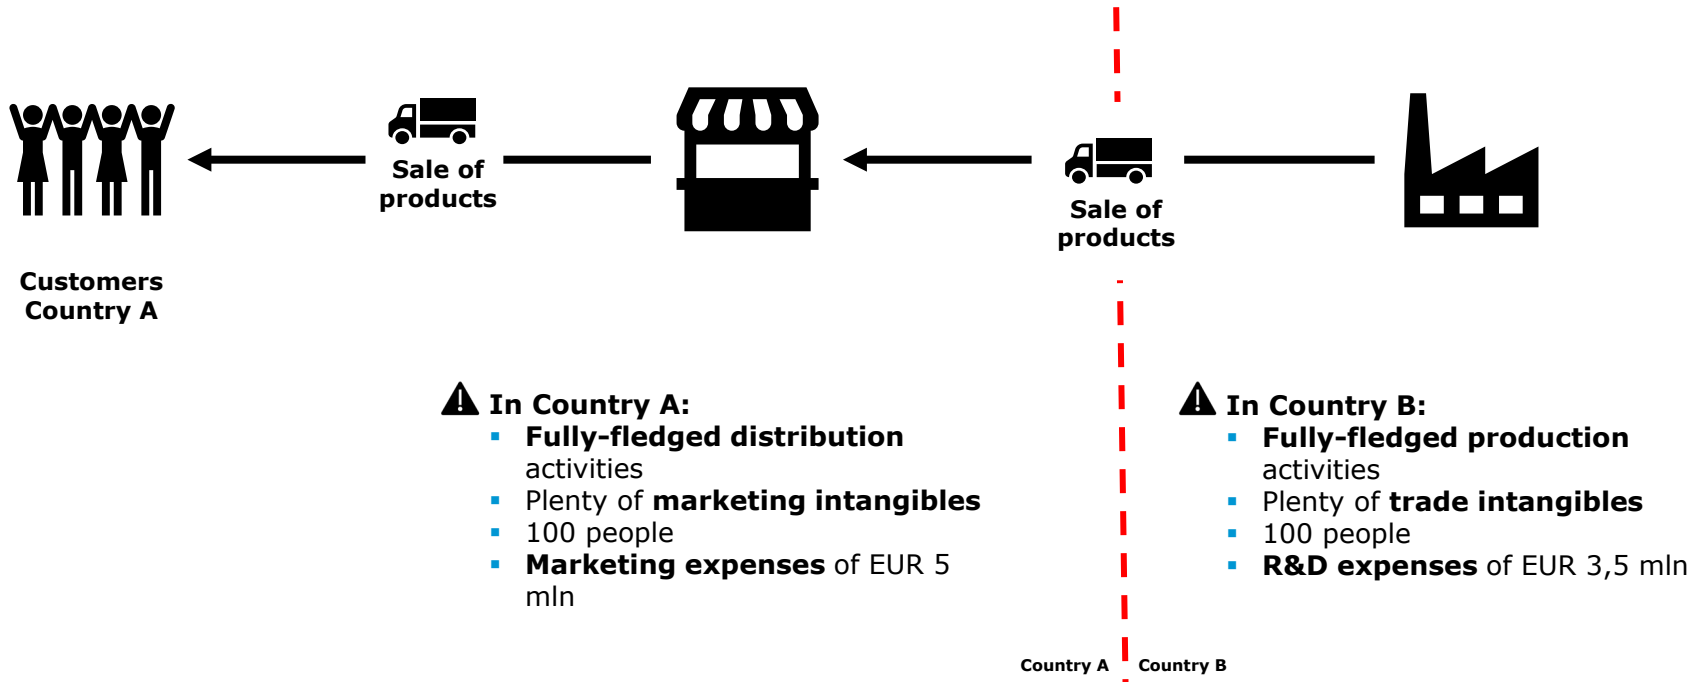 Sale of
products
Sale of
products
Customers
Country A
In Country A:
▪ Fully-fledged distribution
activities
▪ Plenty of marketing intangibles
▪ 100 people
▪ Marketing expenses of EUR 5
mln
In Country B:
▪ Fully-fledged production
activities
▪ Plenty of trade intangibles
▪ 100 people
▪ R&D expenses of EUR 3,5 mln
Country A
Country B